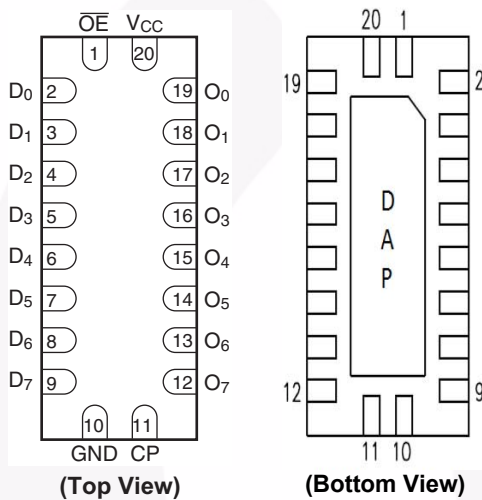 OE VCC
1 20
D0 2 19 O0
D1 3 18 O1
D2 4 17 O2
D3 5 16 O3
D4 6 15 O4
D5 7 14 O5
D6 8 13 O6
D7 9 12 O7
10 11
GND CP
(Top View)
20 1
19 2
D
A
P
12 9
11 10
(Bottom View)